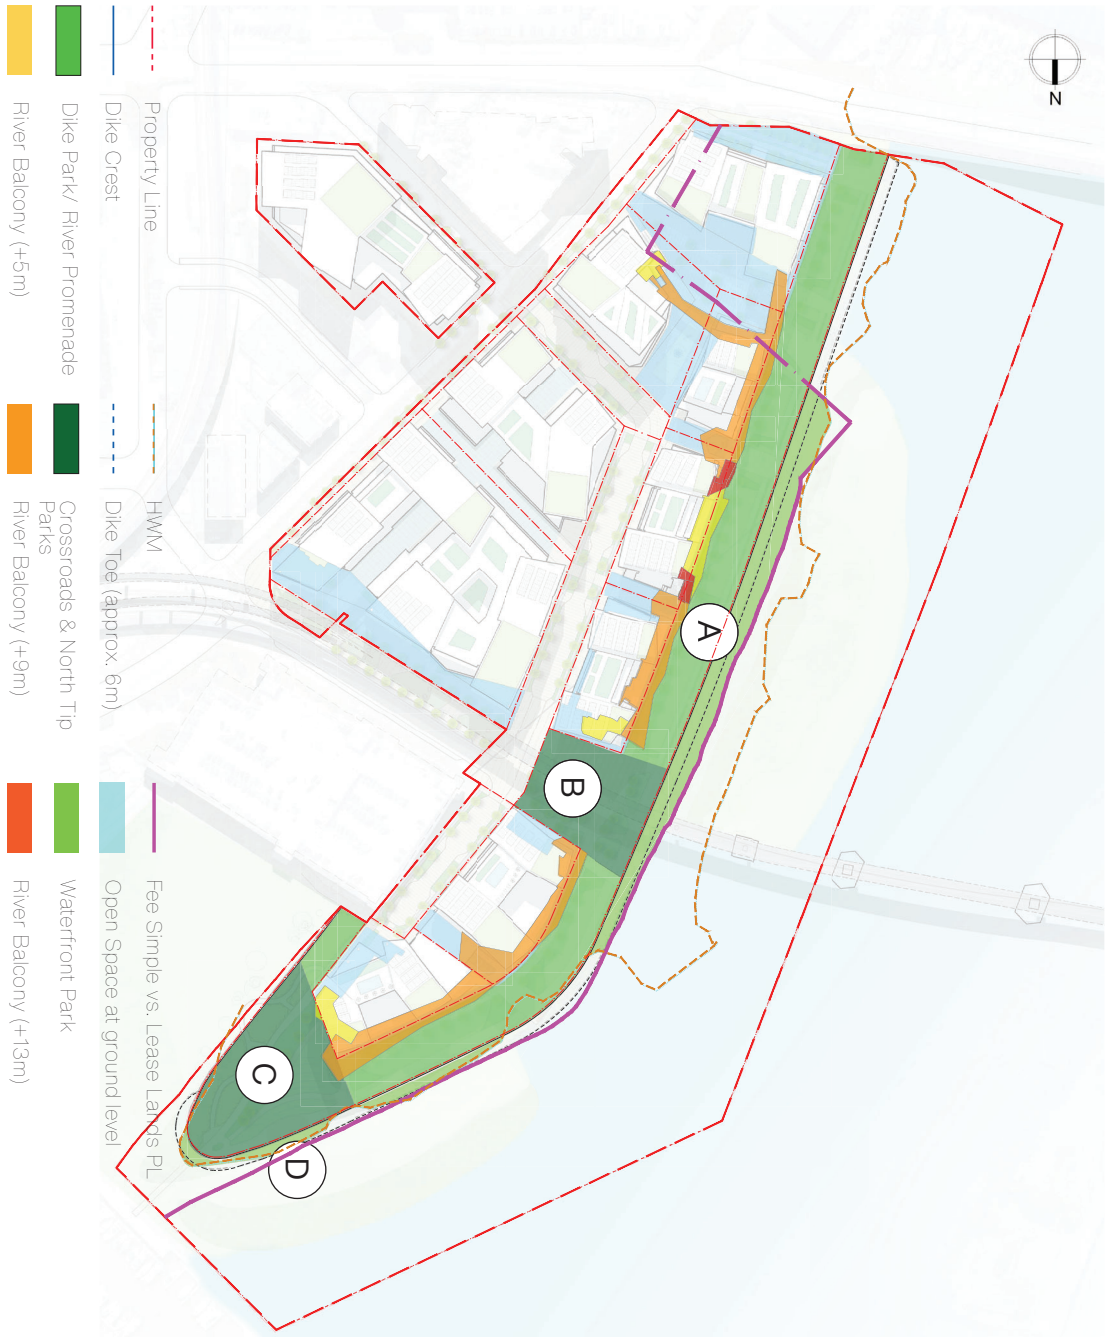 N
A
B
C
D
Property Line
HWM
Fee Simple vs. Lease Lands PL
Dike Crest
Dike Toe (approx. 6m)
Open Space at ground level
Dike Park/ River Promenade
Crossroads & North Tip
Parks
Waterfront Park
River Balcony (+5m)
River Balcony (+9m)
River Balcony (+13m)